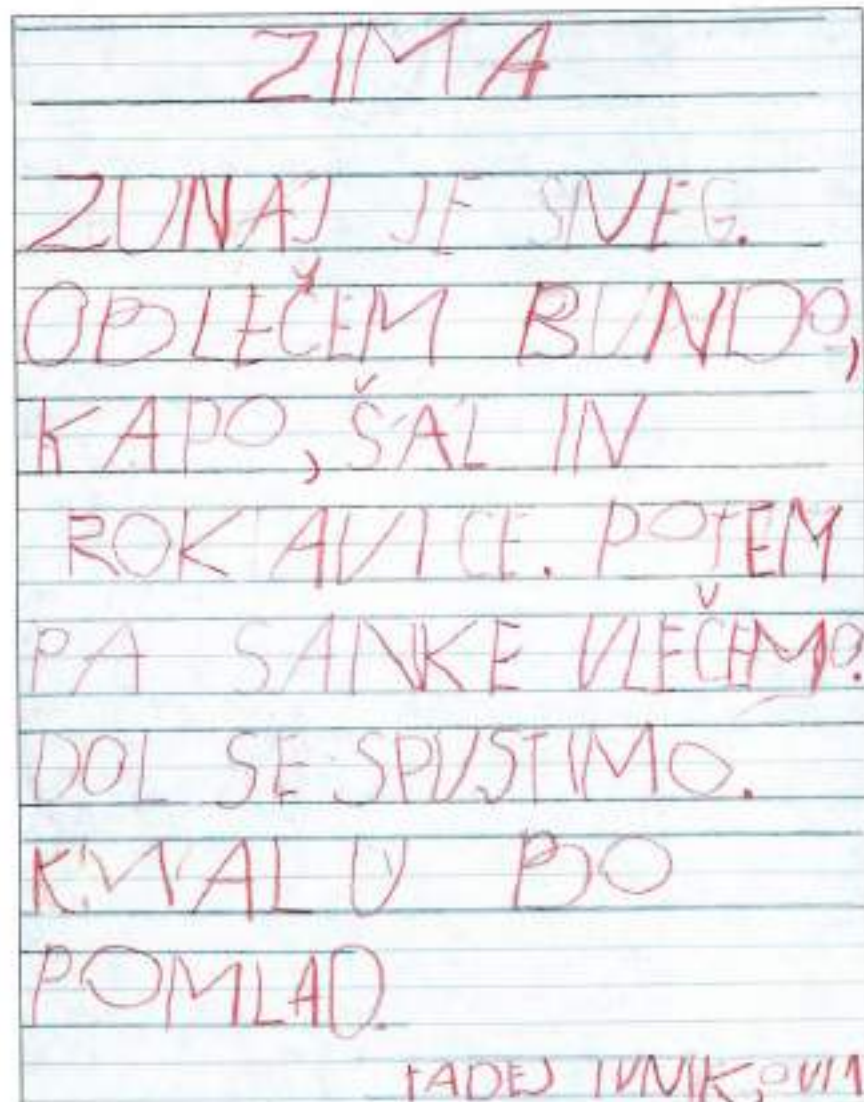 ZIMA
ZUNAJ JE SNEG.
OBLEČEM BUNDO,
KAPO, ŠAL IN
ROKAVICE. POTEM
PA SANKE VLEČEMO.
DOL SE SPUSTIMO.
KMALU BO
POMLAD.
TADEJ